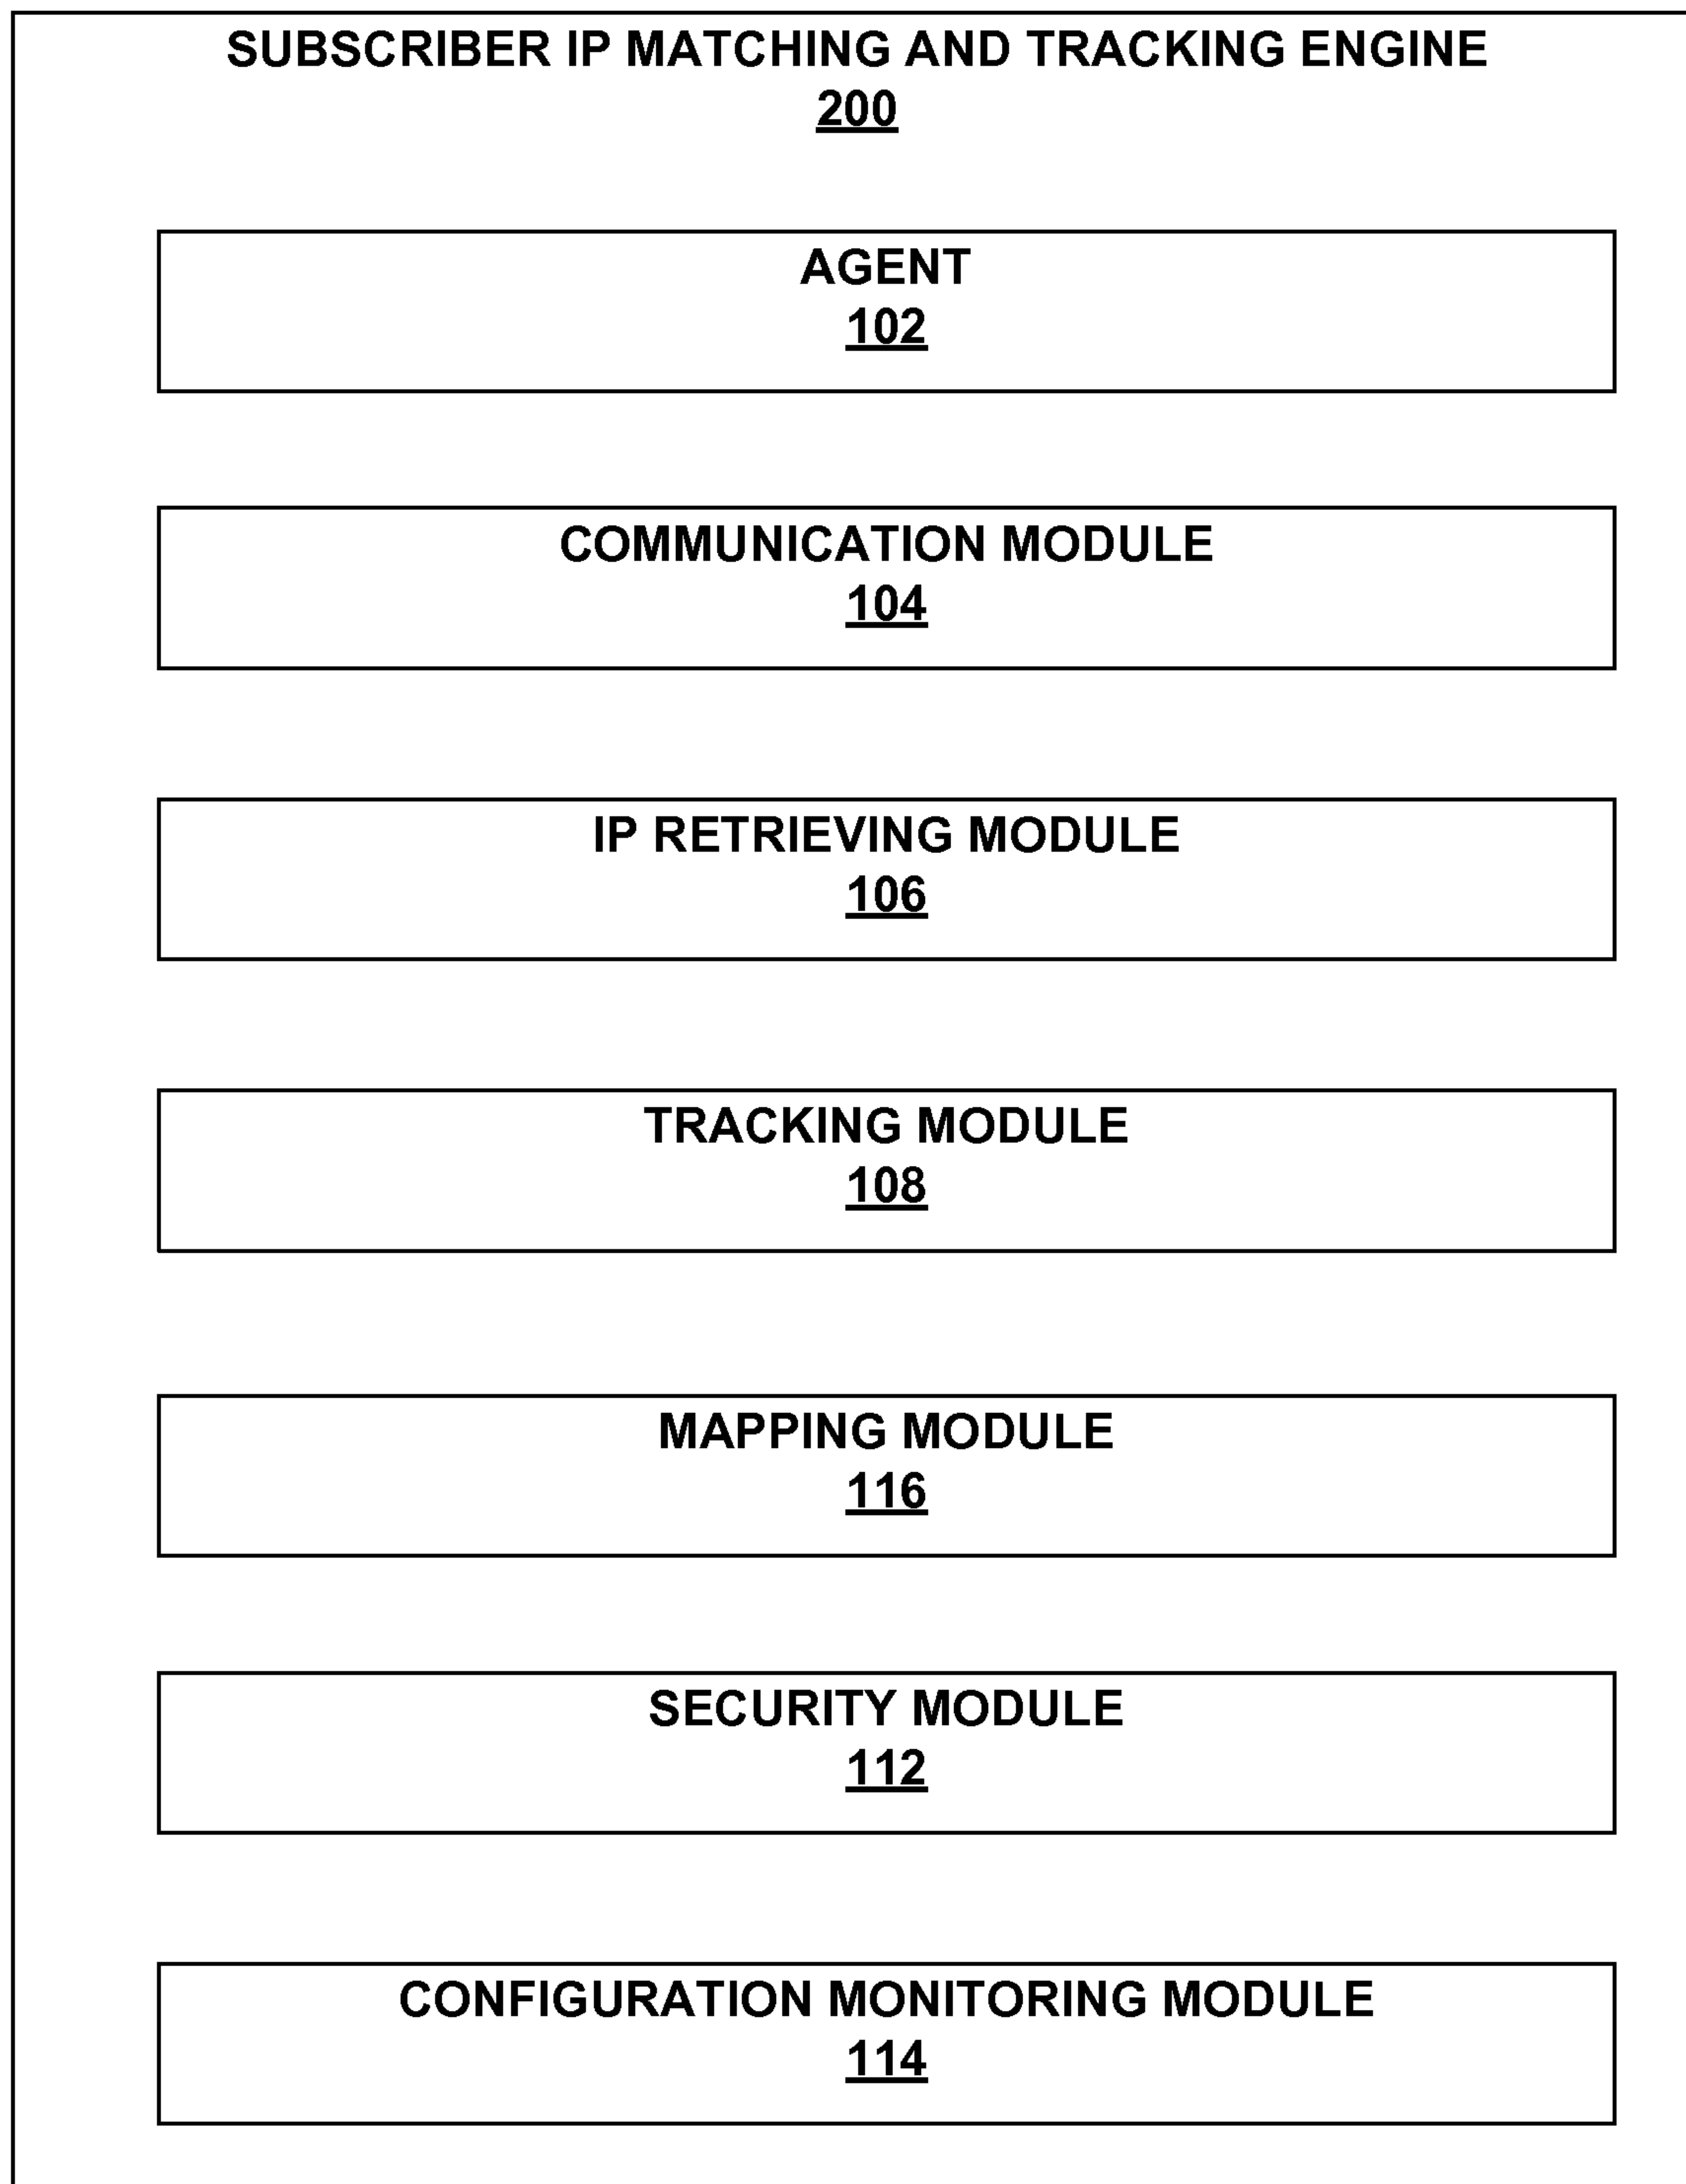 SUBSCRIBER IP MATCHING AND TRACKING ENGINE
200
AGENT
102
COMMUNICATION MODULE
104
IP RETRIEVING MODULE
106
TRACKING MODULE
108
MAPPING MODULE
116
SECURITY MODULE
112
CONFIGURATION MONITORING MODULE
114